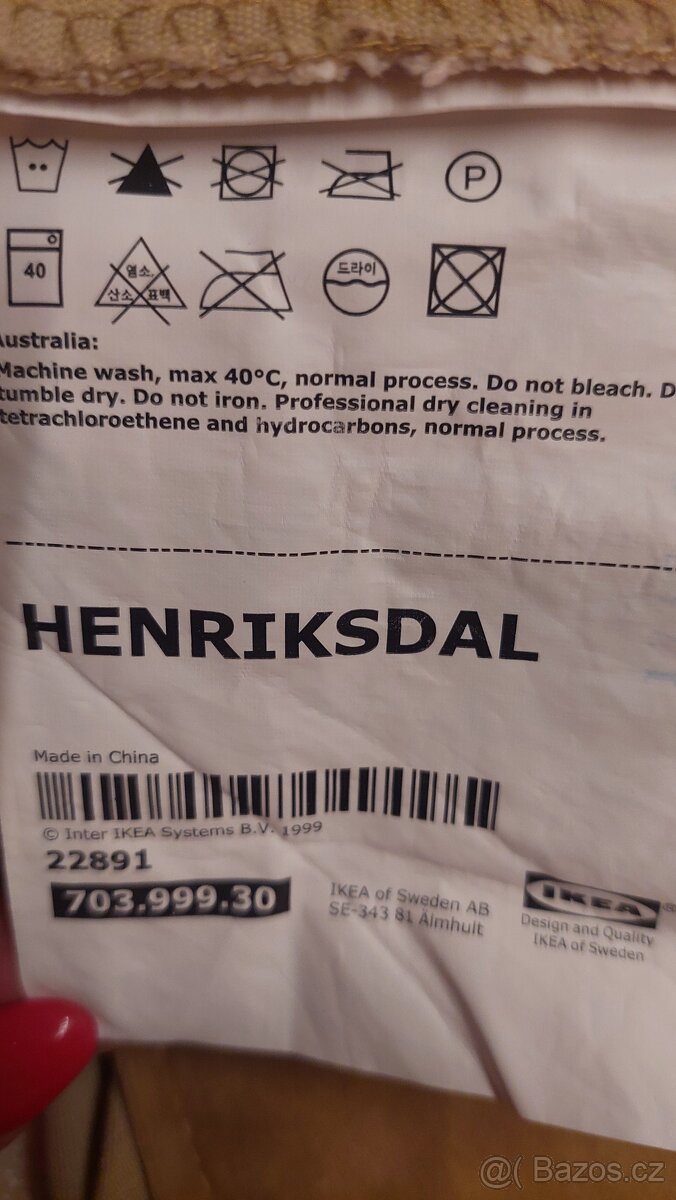 P
40
염소.
산소 표백
드라이
Australia:
Machine wash, max 40°C, normal process. Do not bleach. D
tumble dry. Do not iron. Professional dry cleaning in
tetrachloroethene and hydrocarbons, normal process.
HENRIKSDAL
Made in China
© Inter IKEA Systems B.V. 1999
22891
703.999.30
IKEA of Sweden AB
SE-343 81 Älmhult
IKEA ®
Design and Quality
IKEA of Sweden
@( Bazos.cz